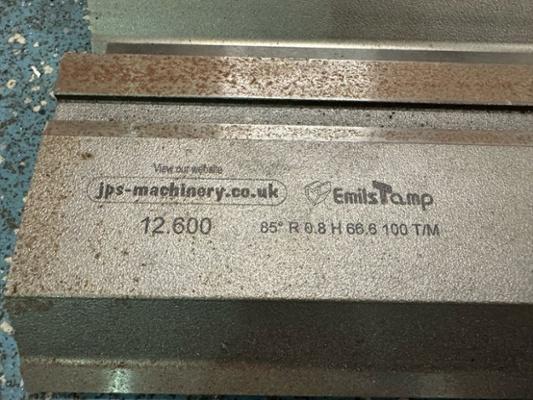 View our website
jps-machinery.co.uk
EmilsTamp
12.600
85° R 0.8 H 66.6 100 T/M